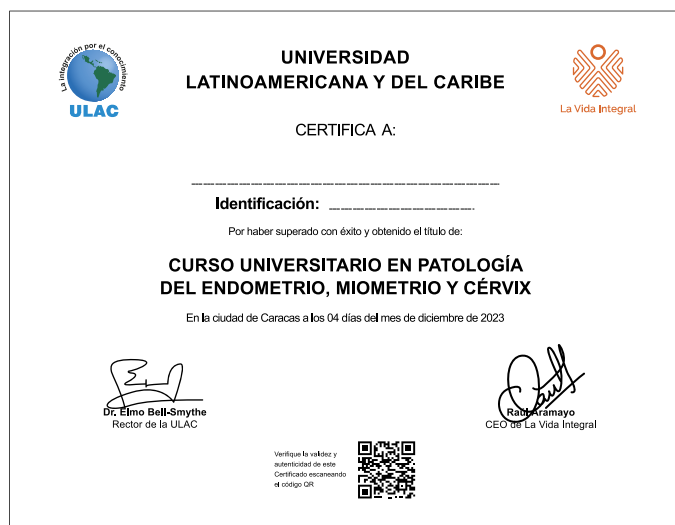 La integración por el conocimiento
ULAC
UNIVERSIDAD
LATINOAMERICANA Y DEL CARIBE
La Vida Integral
CERTIFICA A:
Identificación:
Por haber superado con éxito y obtenido el título de:
CURSO UNIVERSITARIO EN PATOLOGÍA
DEL ENDOMETRIO, MIOMETRIO Y CÉRVIX
En la ciudad de Caracas a los 04 días del mes de diciembre de 2023
Dr. Elmo Bell-Smythe
Rector de la ULAC
Raúl Aramayo
CEO de La Vida Integral
Verifique la validez y
autenticidad de este
Certificado escaneando
el código QR